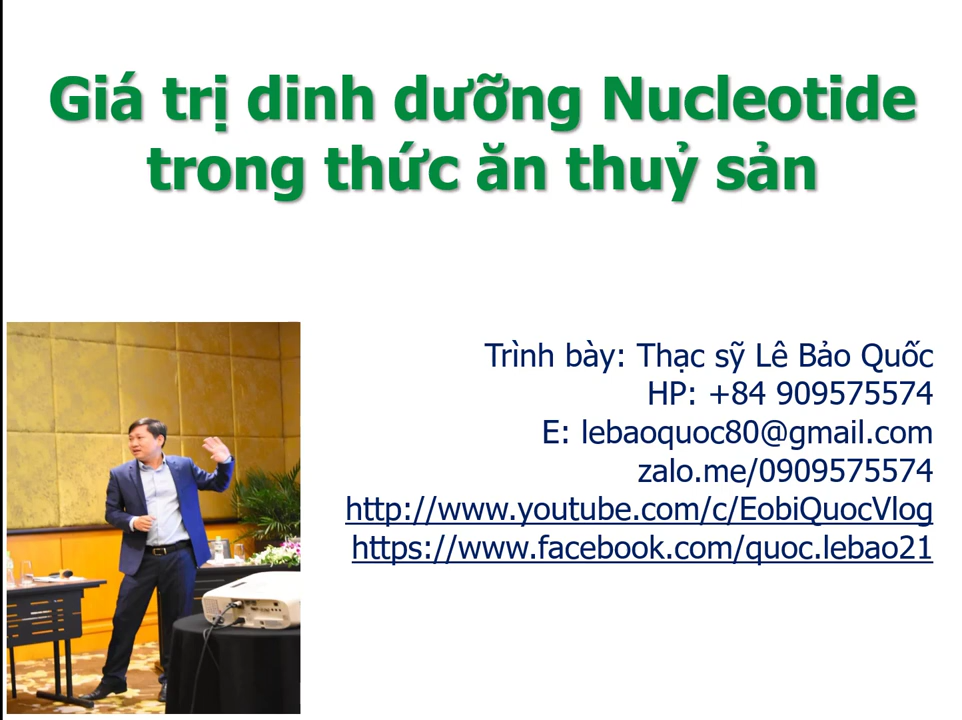 Giá trị dinh dưỡng Nucleotide
trong thức ăn thuỷ sản
Trình bày: Thạc sỹ Lê Bảo Quốc
HP: +84 909575574
E: lebaoquoc80@gmail.com
zalo.me/0909575574
http://www.youtube.com/c/EobiQuocVlog
https://www.facebook.com/quoc.lebao21